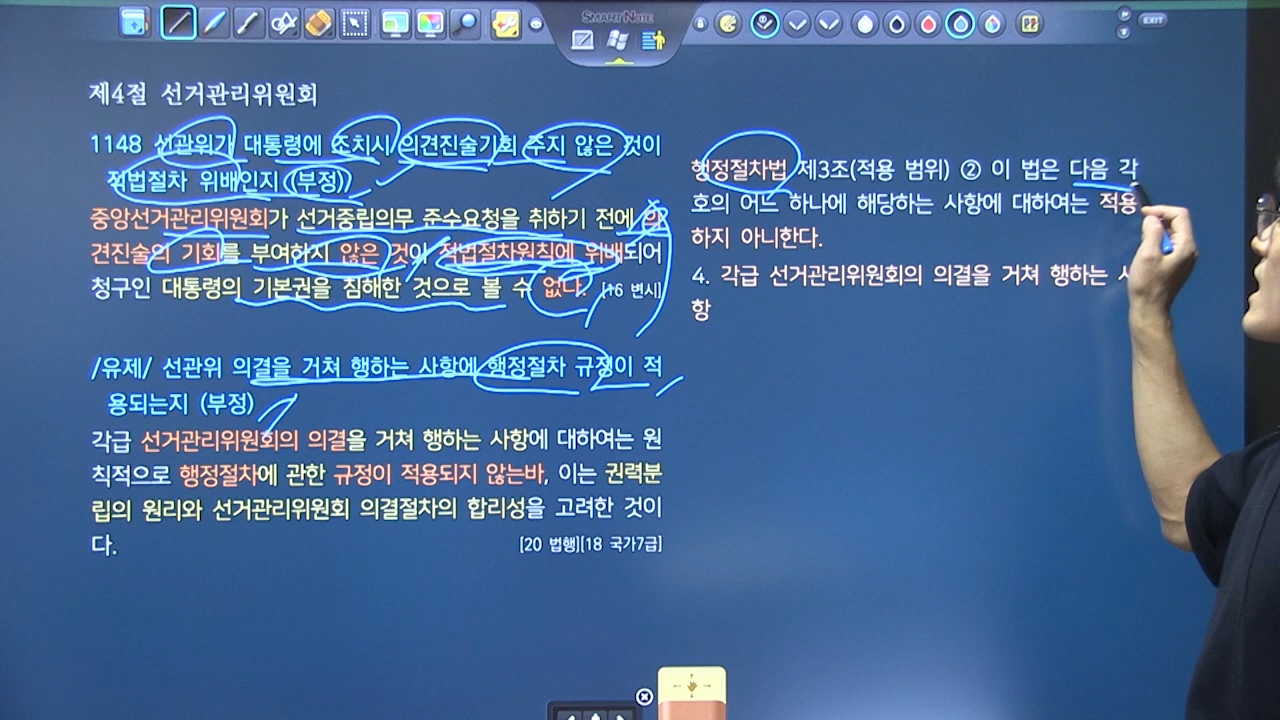 SMART NOTE
EXIT
제4절 선거관리위원회
1148 선관위가 대통령에 조치시 의견진술기회 주지 않은 것이
적법절차 위배인지 (부정)
중앙선거관리위원회가 선거중립의무 준수요청을 취하기 전에 의
견진술의 기회를 부여하지 않은 것이 적법절차원칙에 위배되어
청구인 대통령의 기본권을 침해한 것으로 볼 수 없다. [16 변시]
/유제/ 선관위 의결을 거쳐 행하는 사항에 행정절차 규정이 적
용되는지 (부정)
각급 선거관리위원회의 의결을 거쳐 행하는 사항에 대하여는 원
칙적으로 행정절차에 관한 규정이 적용되지 않는바, 이는 권력분
립의 원리와 선거관리위원회 의결절차의 합리성을 고려한 것이
다. [20 법행][18 국가7급]
행정절차법 제3조(적용 범위) ② 이 법은 다음 각
호의 어느 하나에 해당하는 사항에 대하여는 적용
하지 아니한다.
4. 각급 선거관리위원회의 의결을 거쳐 행하는 사
항